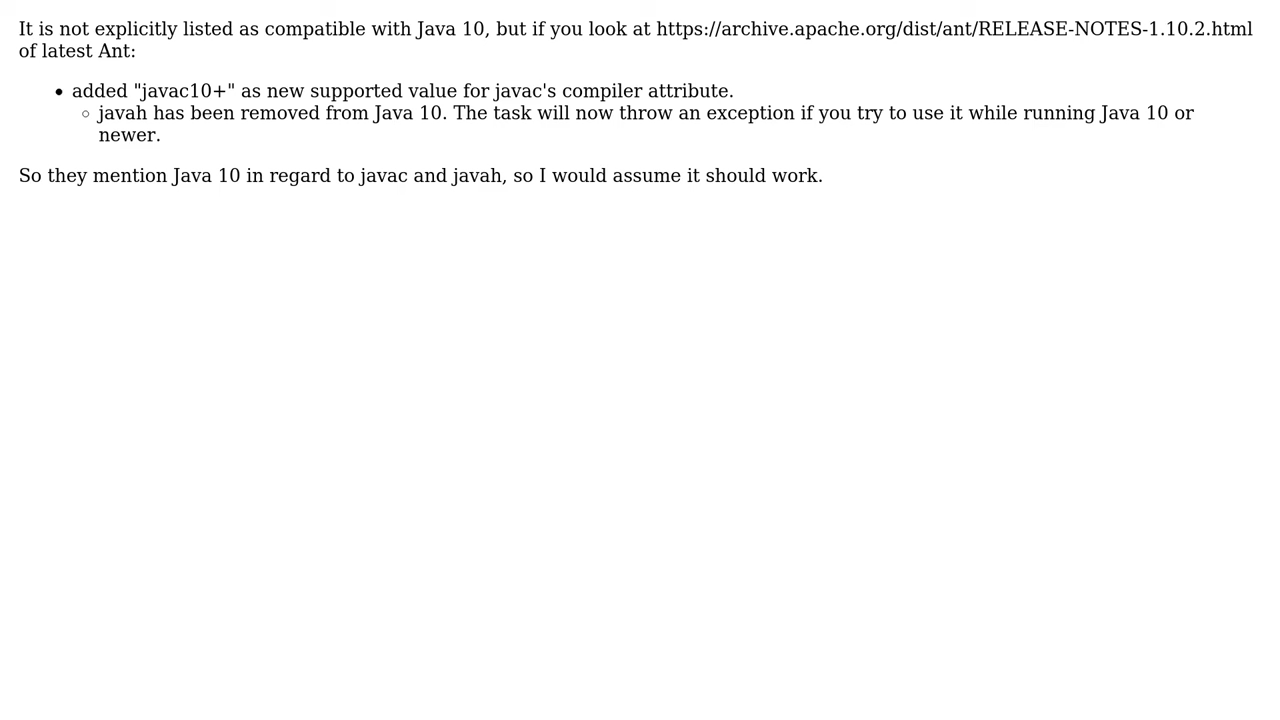 It is not explicitly listed as compatible with Java 10, but if you look at https://archive.apache.org/dist/ant/RELEASE-NOTES-1.10.2.html
of latest Ant:
added "javac10+" as new supported value for javac's compiler attribute.
javah has been removed from Java 10. The task will now throw an exception if you try to use it while running Java 10 or
newer.
So they mention Java 10 in regard to javac and javah, so I would assume it should work.